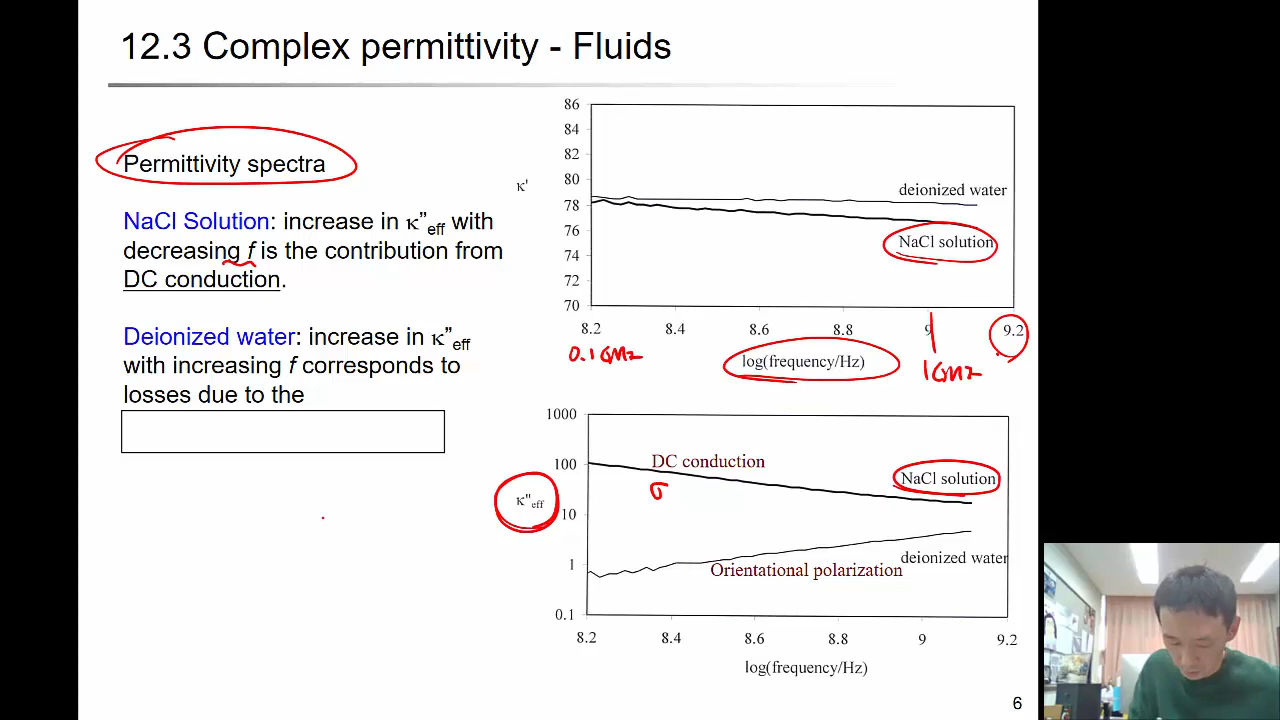 12.3 Complex permittivity - Fluids
Permittivity spectra
NaCl Solution: increase in κ”eff with
decreasing f is the contribution from
DC conduction.
Deionized water: increase in κ”eff
with increasing f corresponds to
losses due to the
86
84
82
80
78
76
74
72
70
κ'
deionized water
NaCl solution
8.2 8.4 8.6 8.8 9 9.2
0.1 GHz
log(frequency/Hz)
1 GHz
1000
100
10
1
0.1
κ"eff
DC conduction
σ
NaCl solution
deionized water
Orientational polarization
8.2 8.4 8.6 8.8 9 9.2
log(frequency/Hz)
6